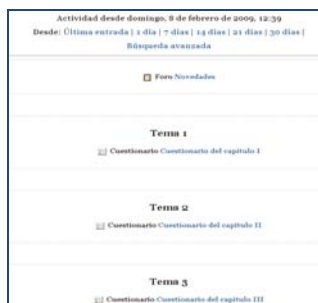 Actividad desde domingo, 8 de febrero de 2009, 12:39
Desde: Última entrada | 1 día | 7 días | 14 días | 21 días | 30 días |
Búsqueda avanzada
Foro Novedades
Tema 1
Cuestionario Cuestionario del capítulo I
Tema 2
Cuestionario Cuestionario del capítulo II
Tema 3
Cuestionario Cuestionario del capítulo III